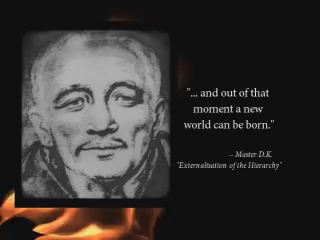 "... and out of that
moment a new
world can be born."
– Master D.K.
"Externalisation of the Hierarchy"